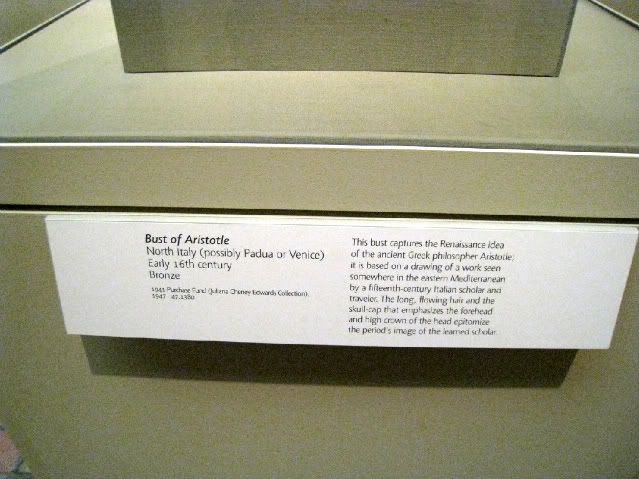 Bust of Aristotle
North Italy (possibly Padua or Venice)
Early 16th century
Bronze
1941 Purchase Fund (Juliana Cheney Edwards Collection),
1947 47.1380
This bust captures the Renaissance idea
of the ancient Greek philosopher Aristotle;
it is based on a drawing of a work seen
somewhere in the eastern Mediterranean
by a fifteenth-century Italian scholar and
traveler. The long, flowing hair and the
skull-cap that emphasizes the forehead
and high crown of the head epitomize
the period's image of the learned scholar.